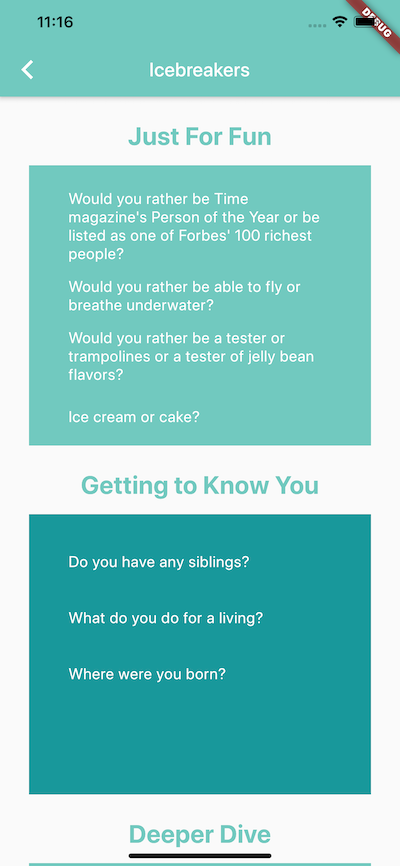 11:16
DEBUG
Icebreakers
Just For Fun
Would you rather be Time
magazine's Person of the Year or be
listed as one of Forbes' 100 richest
people?
Would you rather be able to fly or
breathe underwater?
Would you rather be a tester or
trampolines or a tester of jelly bean
flavors?
Ice cream or cake?
Getting to Know You
Do you have any siblings?
What do you do for a living?
Where were you born?
Deeper Dive